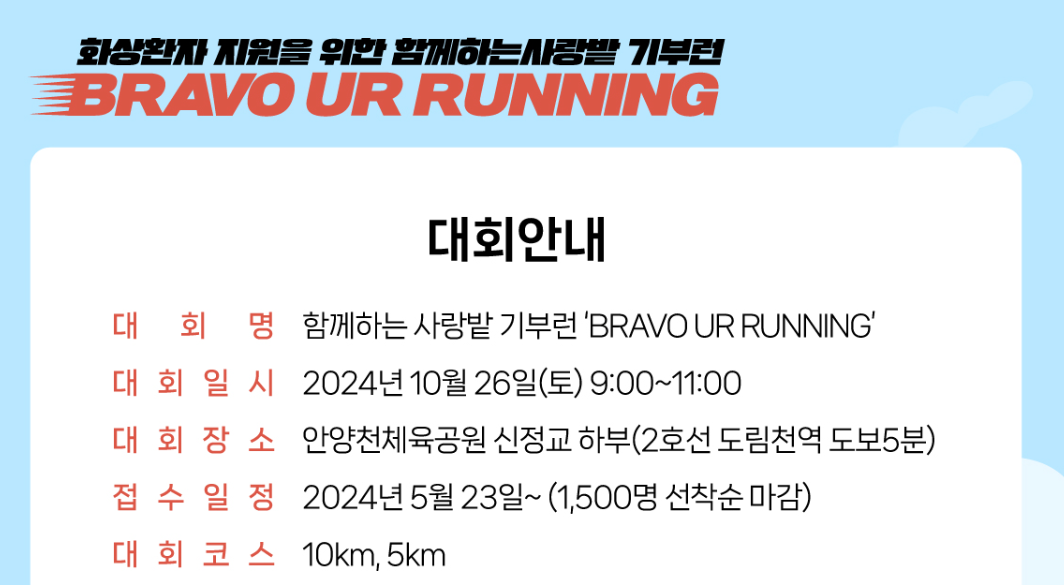 화상환자 지원을 위한 함께하는사랑밭 기부런
BRAVO UR RUNNING
대회안내
대회명 함께하는 사랑밭 기부런 ‘BRAVO UR RUNNING’
대회일시 2024년 10월 26일(토) 9:00~11:00
대회장소 안양천체육공원 신정교 하부(2호선 도림천역 도보5분)
접수일정 2024년 5월 23일~ (1,500명 선착순 마감)
대회코스 10km, 5km